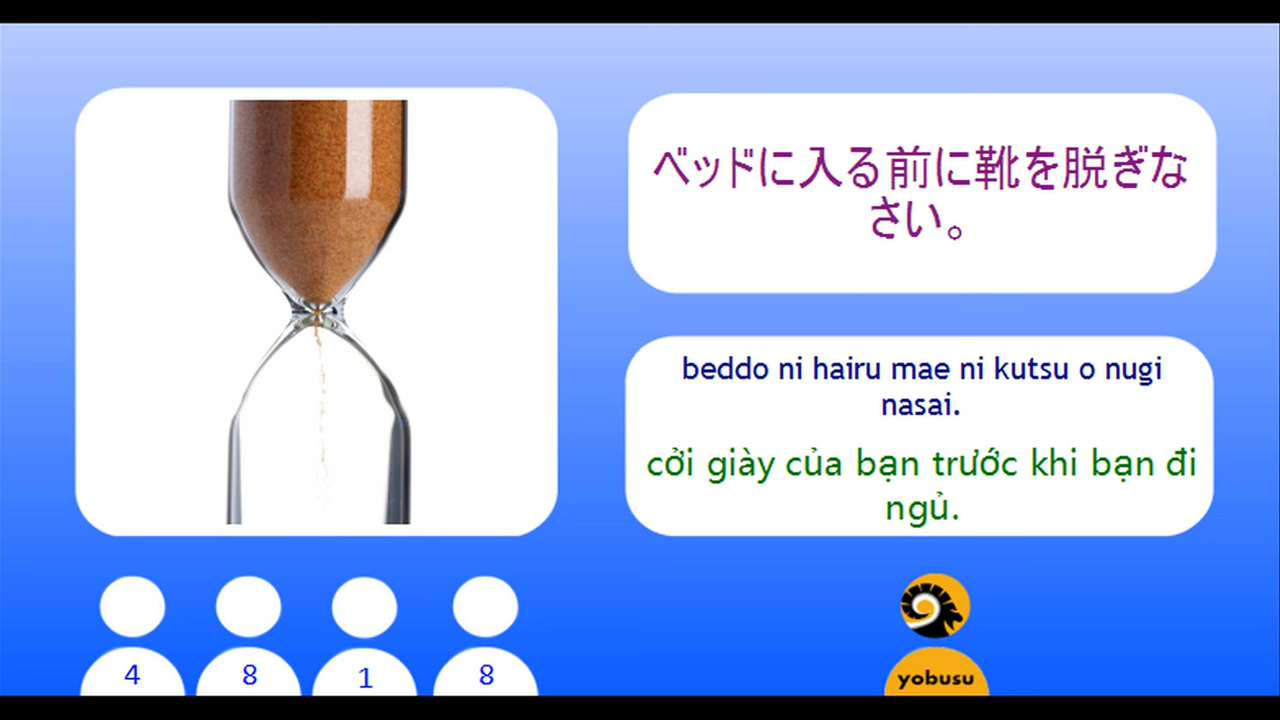 ベッドに入る前に靴を脱ぎな
さい。
beddo ni hairu mae ni kutsu o nugi
nasai.
cởi giày của bạn trước khi bạn đi
ngủ.
4 8 1 8
yobusu